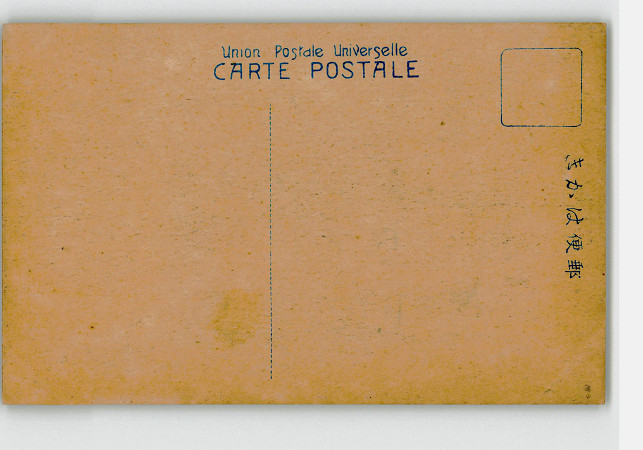 Union Postale Universelle
CARTE POSTALE
郵便はがき